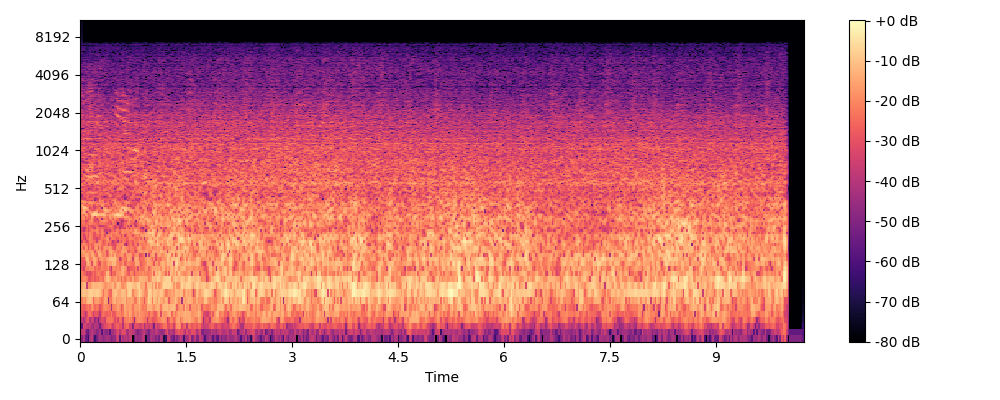 8192
4096
2048
1024
512
256
128
64
0
Hz
0 1.5 3 4.5 6 7.5 9
Time
+0 dB
-10 dB
-20 dB
-30 dB
-40 dB
-50 dB
-60 dB
-70 dB
-80 dB